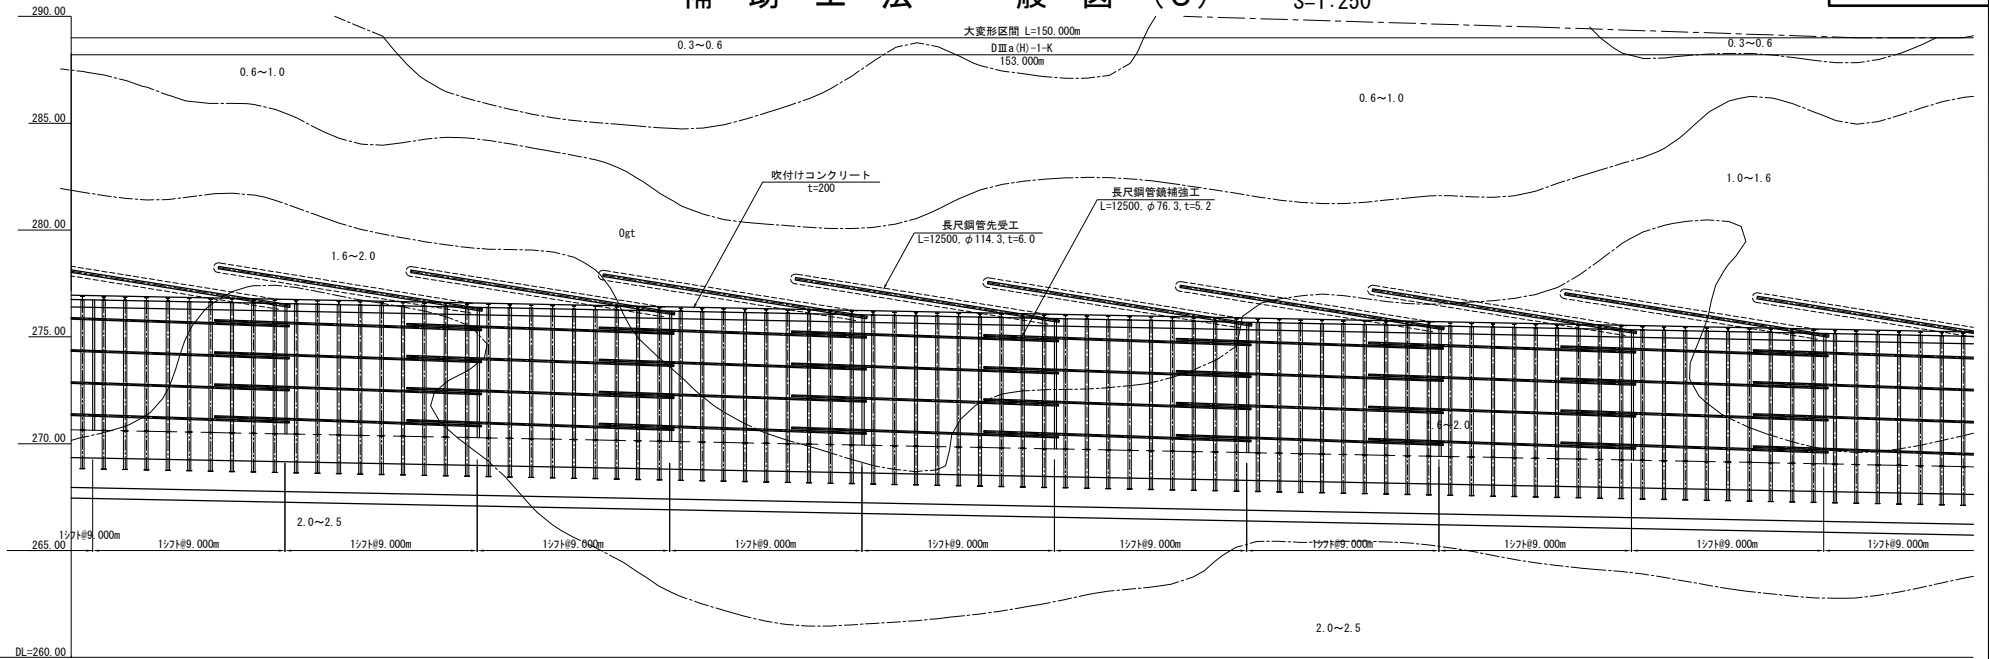 補助工法一般図(3) S=1:250
290.00
大変形区間 L=150.000m
0.3~0.6
DⅢa(H)-1-K
0.3~0.6
153.000m
0.6~1.0
0.6~1.0
285.00
吹付けコンクリート
t=200
1.0~1.6
長尺鋼管鏡補強工
L=12500, φ76.3, t=5.2
280.00
長尺鋼管先受工
L=12500, φ114.3, t=6.0
Ogt
1.6~2.0
275.00
270.00
1.6~2.0
2.0~2.5
1シフト@9.000m
265.00
1シフト@9.000m
1シフト@9.000m
1シフト@9.000m
1シフト@9.000m
1シフト@9.000m
1シフト@9.000m
1シフト@9.000m
1シフト@9.000m
1シフト@9.000m
1シフト@9.000m
2.0~2.5
DL=260.00